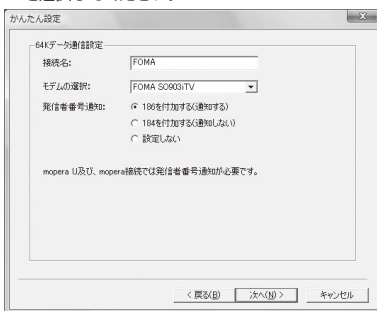 かんたん設定
64Kデータ通信設定
接続名: FOMA
モデムの選択: FOMA SO903iTV
発信者番号通知: 186を付加する(通知する)
184を付加する(通知しない)
設定しない
mopera U及び、mopera接続では発信者番号通知が必要です。
< 戻る(B) 次へ(N) > キャンセル